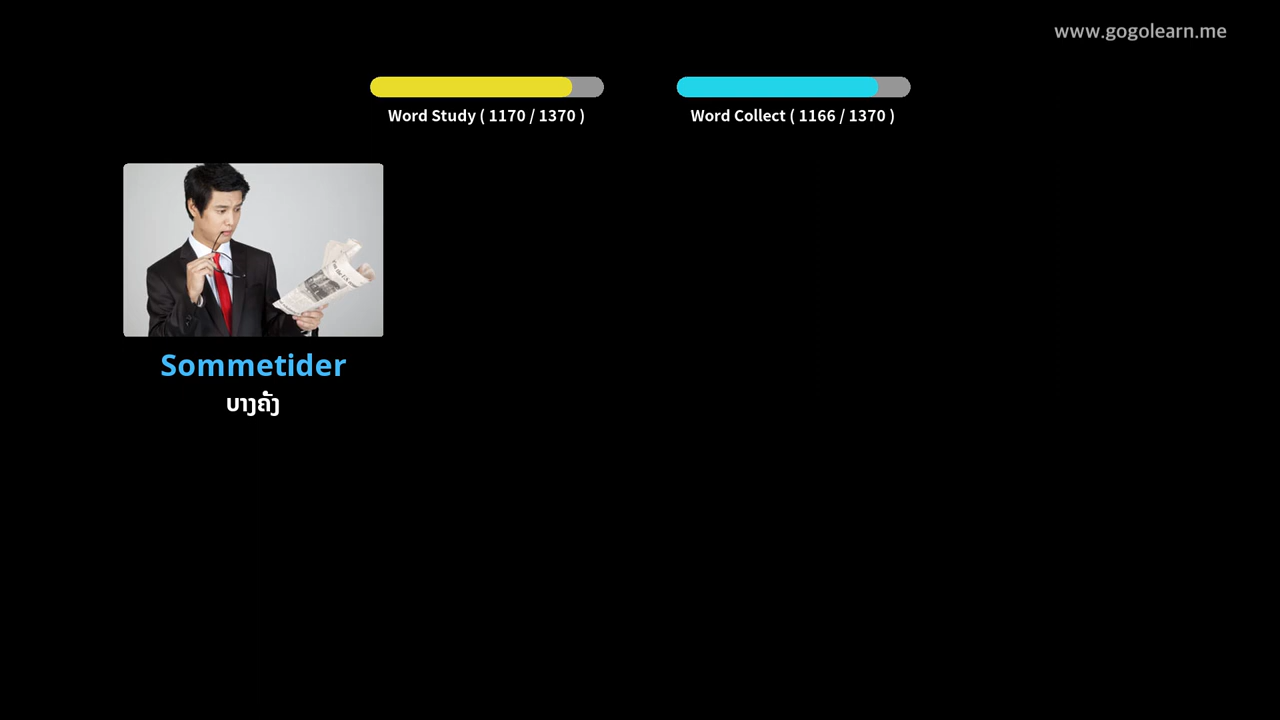 www.gogolearn.me
Word Study ( 1170 / 1370 )
Word Collect ( 1166 / 1370 )
Sommetider
ບາງຄັ້ງ